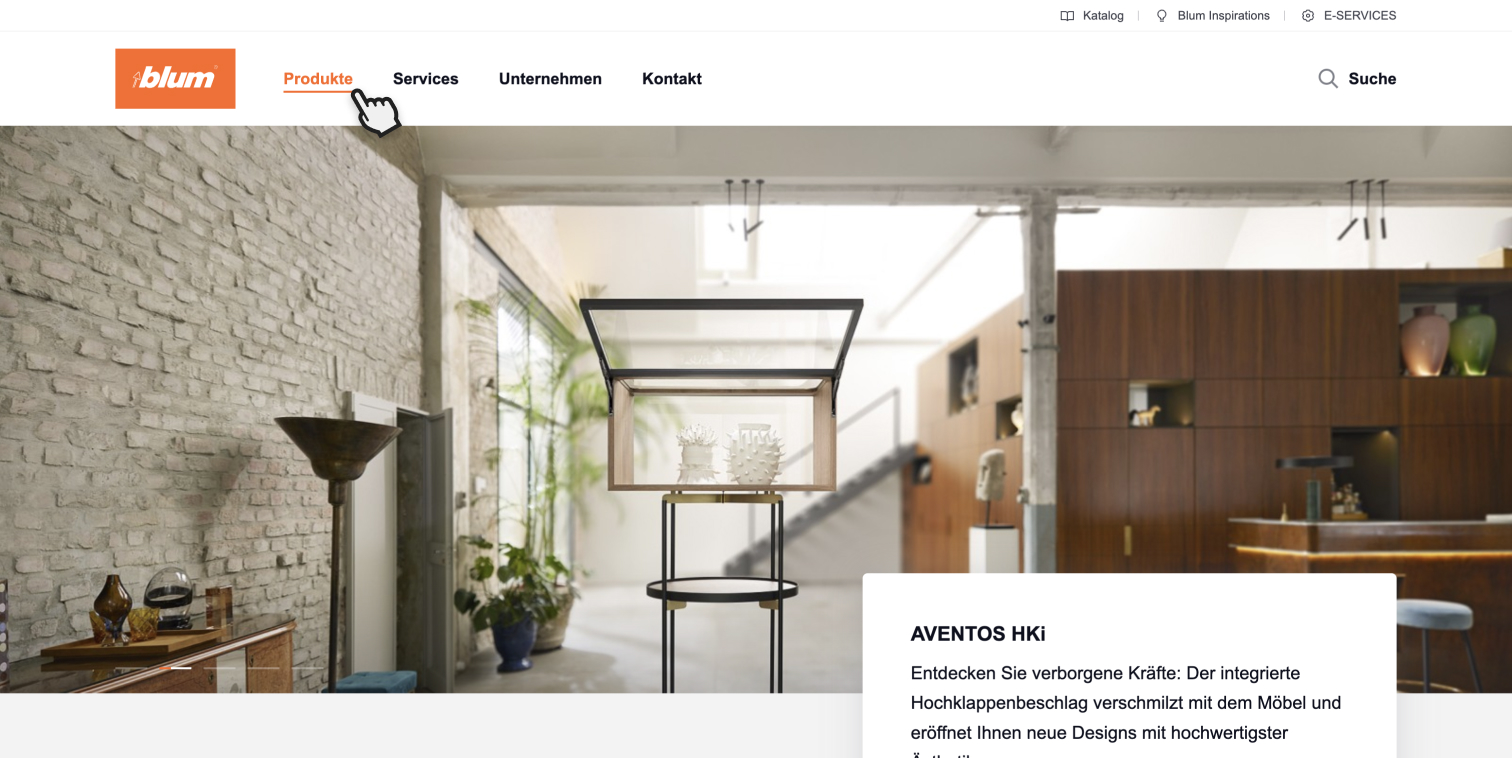 Katalog
Blum Inspirations
E-SERVICES
blum
Produkte
Services
Unternehmen
Kontakt
Suche
AVENTOS HKi
Entdecken Sie verborgene Kräfte: Der integrierte
Hochklappenbeschlag verschmilzt mit dem Möbel und
eröffnet Ihnen neue Designs mit hochwertigster